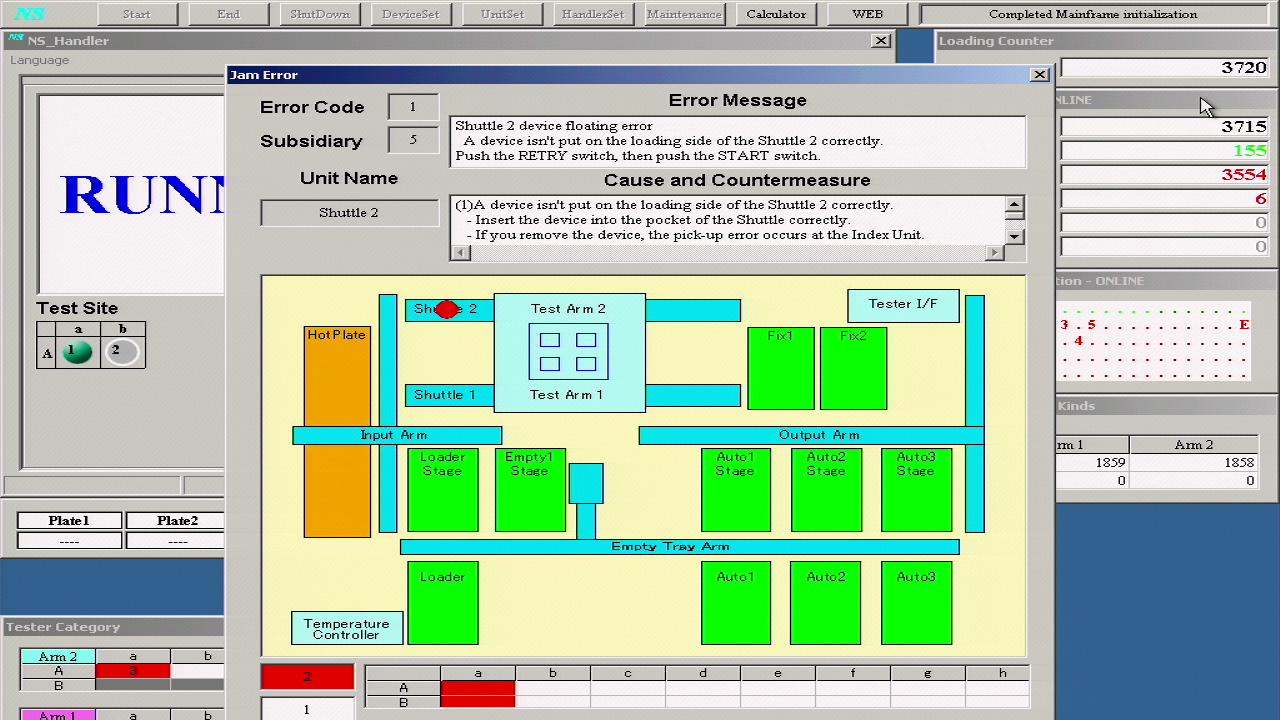 NS Start End ShutDown DeviceSet UnitSet HandlerSet Maintenance Calculator WEB Completed Mainframe initialization
NS NS_Handler
Language
Loading Counter
3720
NLINE
3715
155
3554
6
0
0
tion - ONLINE
3 . 5
E
4
Kinds
rm 1 Arm 2
1859 1858
0 0
RUNN
Test Site
a b
A 1 2
Plate1 Plate2
---- ----
Tester Category
Arm 2 a b
A 3
B
Arm 1 a b
Jam Error
Error Code 1
Subsidiary 5
Unit Name
Shuttle 2
Error Message
Shuttle 2 device floating error
A device isn't put on the loading side of the Shuttle 2 correctly.
Push the RETRY switch, then push the START switch.
Cause and Countermeasure
(1)A device isn't put on the loading side of the Shuttle 2 correctly.
- Insert the device into the pocket of the Shuttle correctly.
- If you remove the device, the pick-up error occurs at the Index Unit.
2 Test Arm 2 Tester I/F
HotPlate Fix1 Fix2
Shuttle 1 Test Arm 1
Input Arm Output Arm
Loader Stage Empty1 Stage Auto1 Stage Auto2 Stage Auto3 Stage
Empty Tray Arm
Loader Auto1 Auto2 Auto3
Temperature
Controller
2
1
a b c d e f g h
A
B